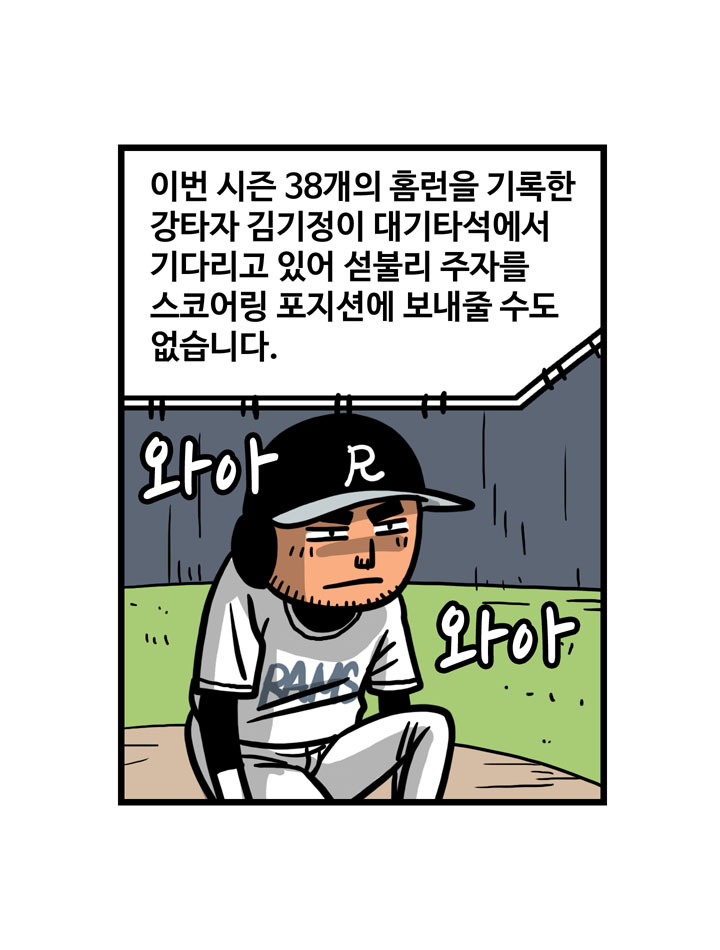 이번 시즌 38개의 홈런을 기록한
강타자 김기정이 대기타석에서
기다리고 있어 섣불리 주자를
스코어링 포지션에 보내줄 수도
없습니다.
와아
R
와아
RAMS